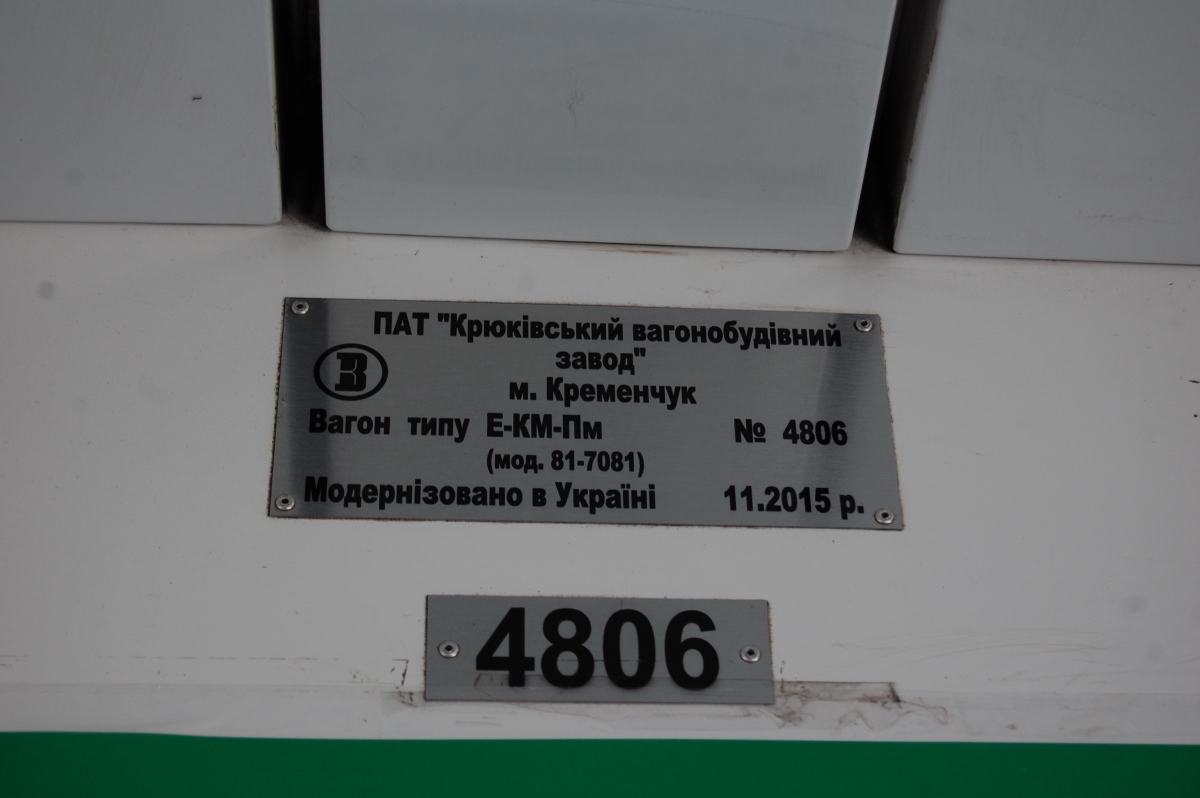 ПАТ "Крюківський вагонобудівний
завод"
м. Кременчук
Вагон типу Е-КМ-Пм № 4806
(мод. 81-7081)
Модернізовано в Україні 11.2015 р.
4806